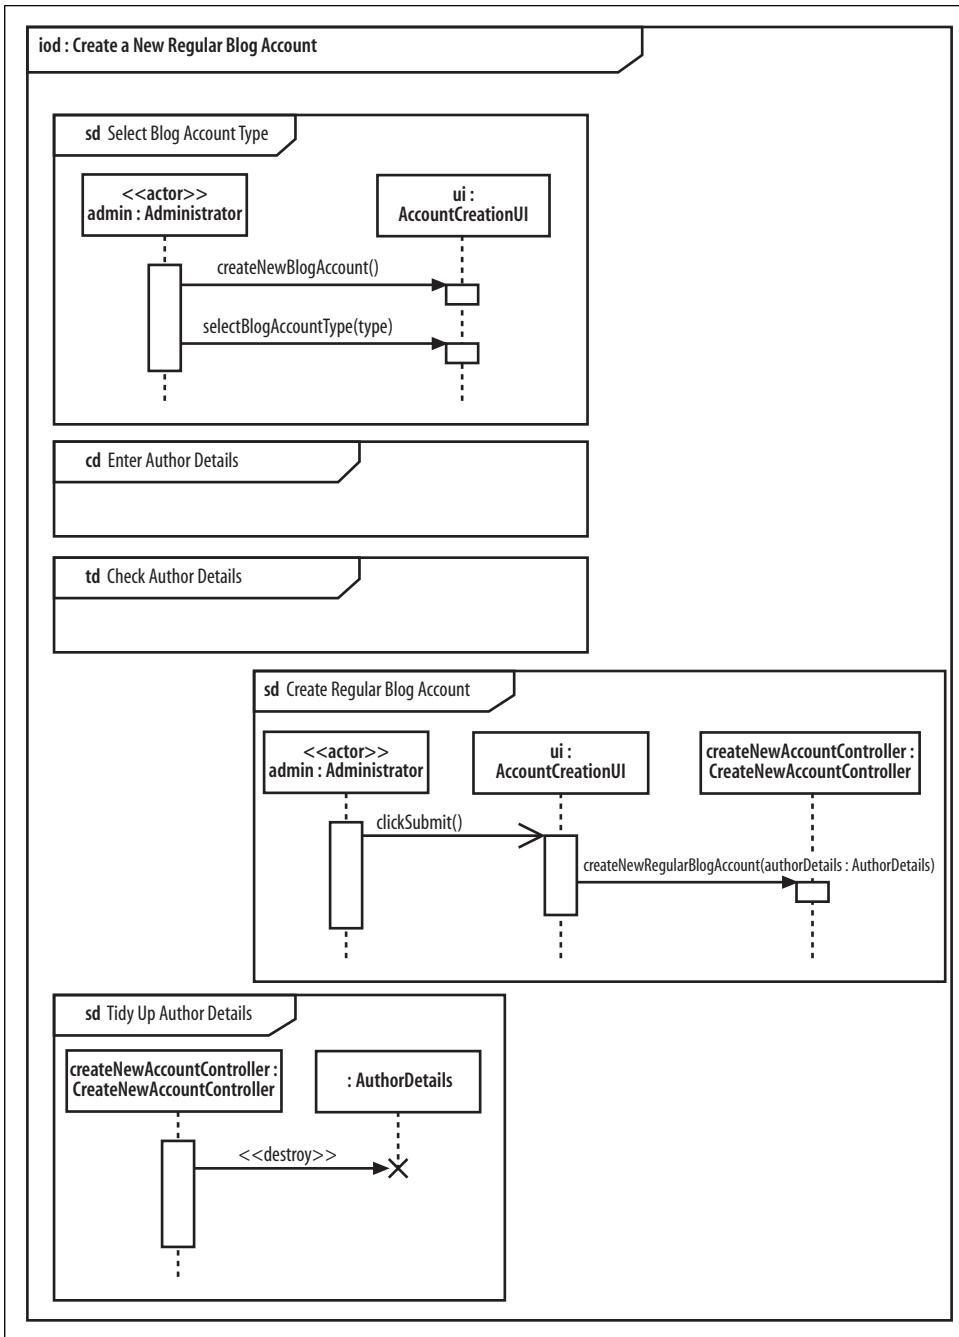 iod : Create a New Regular Blog Account
sd Select Blog Account Type
<<actor>>
admin : Administrator
ui :
AccountCreationUI
createNewBlogAccount()
selectBlogAccountType(type)
cd Enter Author Details
td Check Author Details
sd Create Regular Blog Account
<<actor>>
admin : Administrator
ui :
AccountCreationUI
createNewAccountController :
CreateNewAccountController
clickSubmit()
createNewRegularBlogAccount(authorDetails : AuthorDetails)
sd Tidy Up Author Details
createNewAccountController :
CreateNewAccountController
: AuthorDetails
<<destroy>>